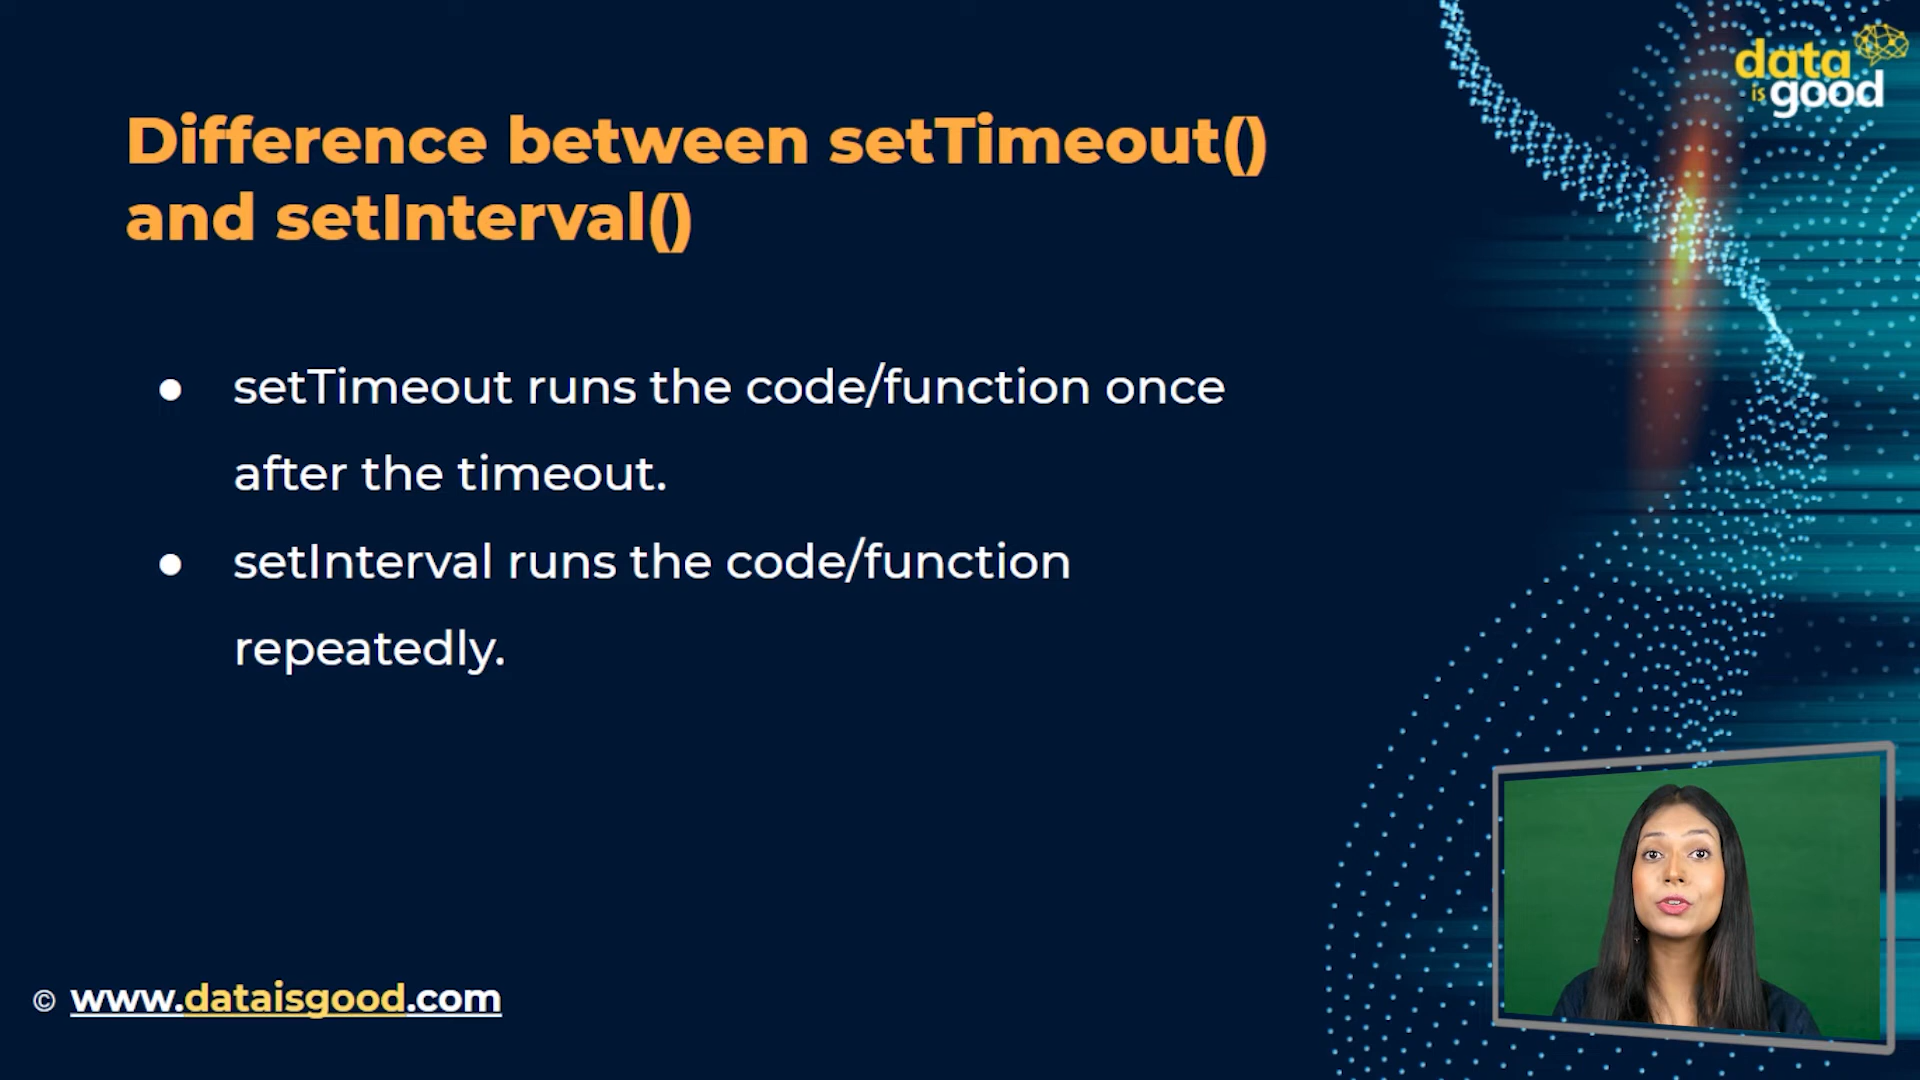 data
is good
Difference between setTimeout()
and setInterval()
● setTimeout runs the code/function once
after the timeout.
● setInterval runs the code/function
repeatedly.
© www.dataisgood.com